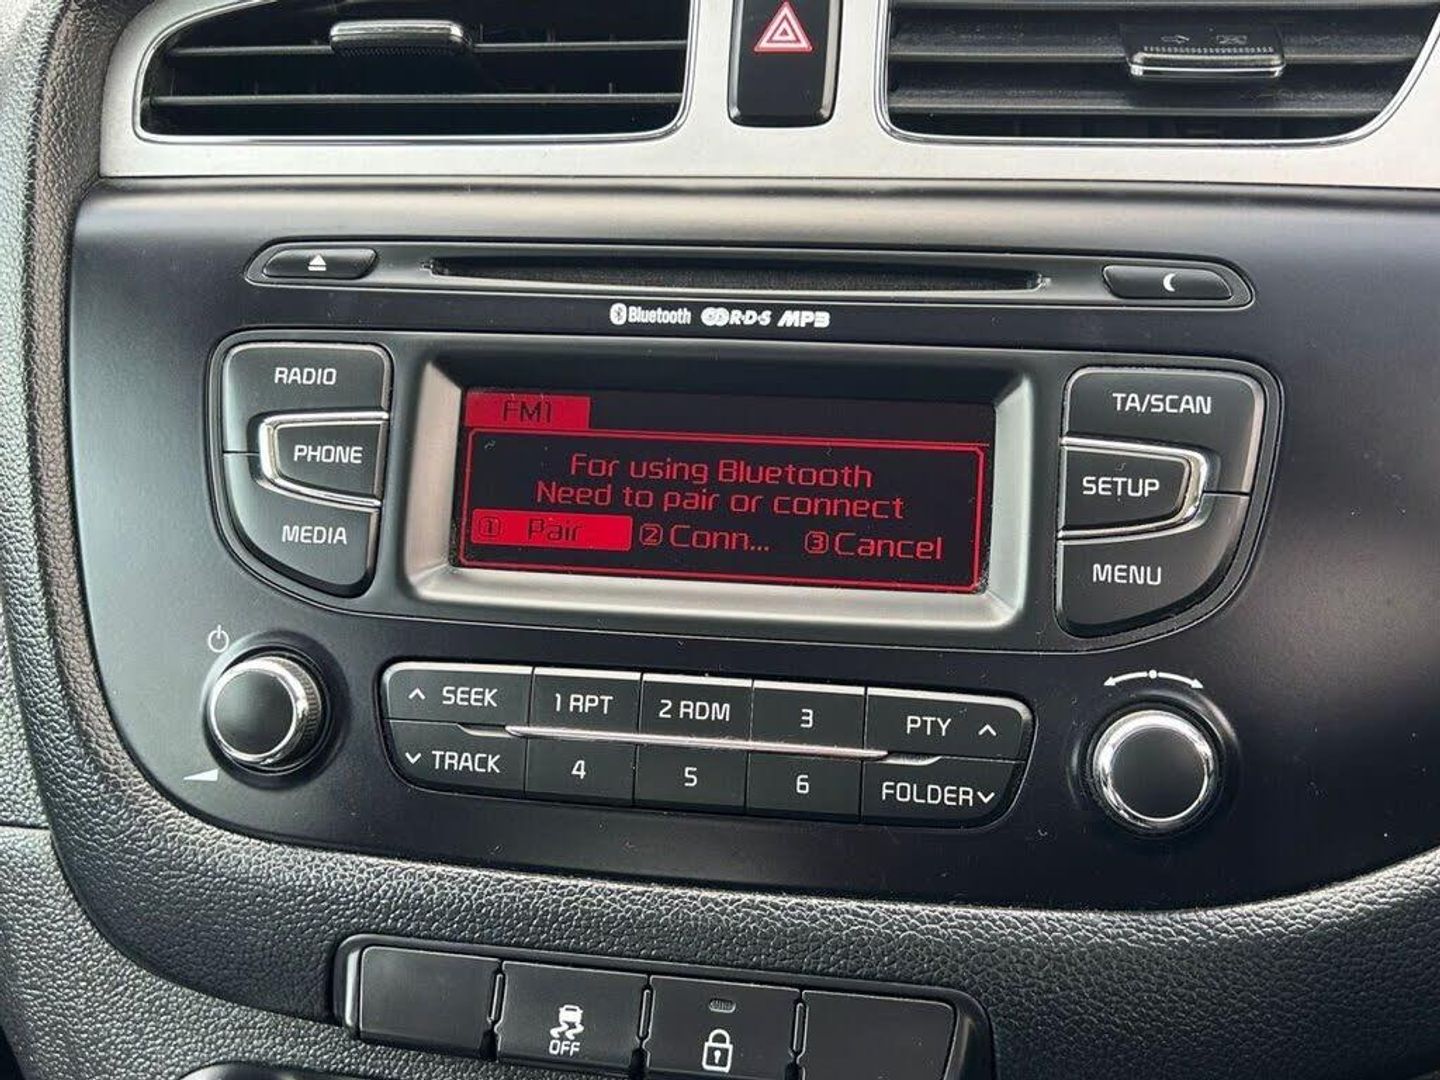 Bluetooth CD R·D·S MP3
RADIO
PHONE
MEDIA
FM1
For using Bluetooth
Need to pair or connect
1 Pair 2 Conn... 3 Cancel
TA/SCAN
SETUP
MENU
SEEK 1 RPT 2 RDM 3 PTY
TRACK 4 5 6 FOLDER
OFF